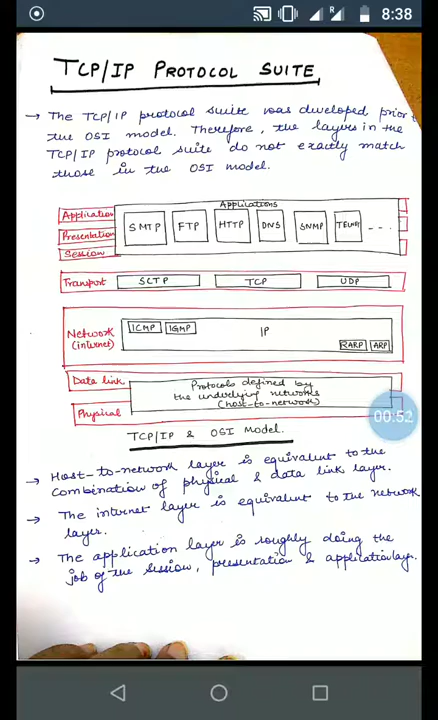 8:38
TCP/IP PROTOCOL SUITE
→ The TCP/IP protocol suite was developed prior to
the OSI model. Therefore, the layers in the
TCP/IP protocol suite do not exactly match
those in the OSI model.
Applications
Application
Presentation
Session
SMTP FTP HTTP DNS SNMP TELNET ---
Transport SCTP TCP UDP
Network
(internet)
ICMP IGMP IP
RARP ARP
Data link
Physical
Protocols defined by
the underlying networks
(host-to-network)
00:52
TCP/IP & OSI MODEL.
→ Host-to-network layer is equivalent to the
combination of physical & data link layer.
→ The internet layer is equivalent to the network
layer.
→ The application layer is roughly doing the
job of the session, presentation & application layer.